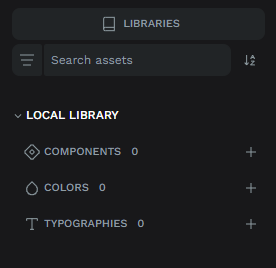 LIBRARIES
Search assets
LOCAL LIBRARY
COMPONENTS 0
COLORS 0
TYPOGRAPHIES 0